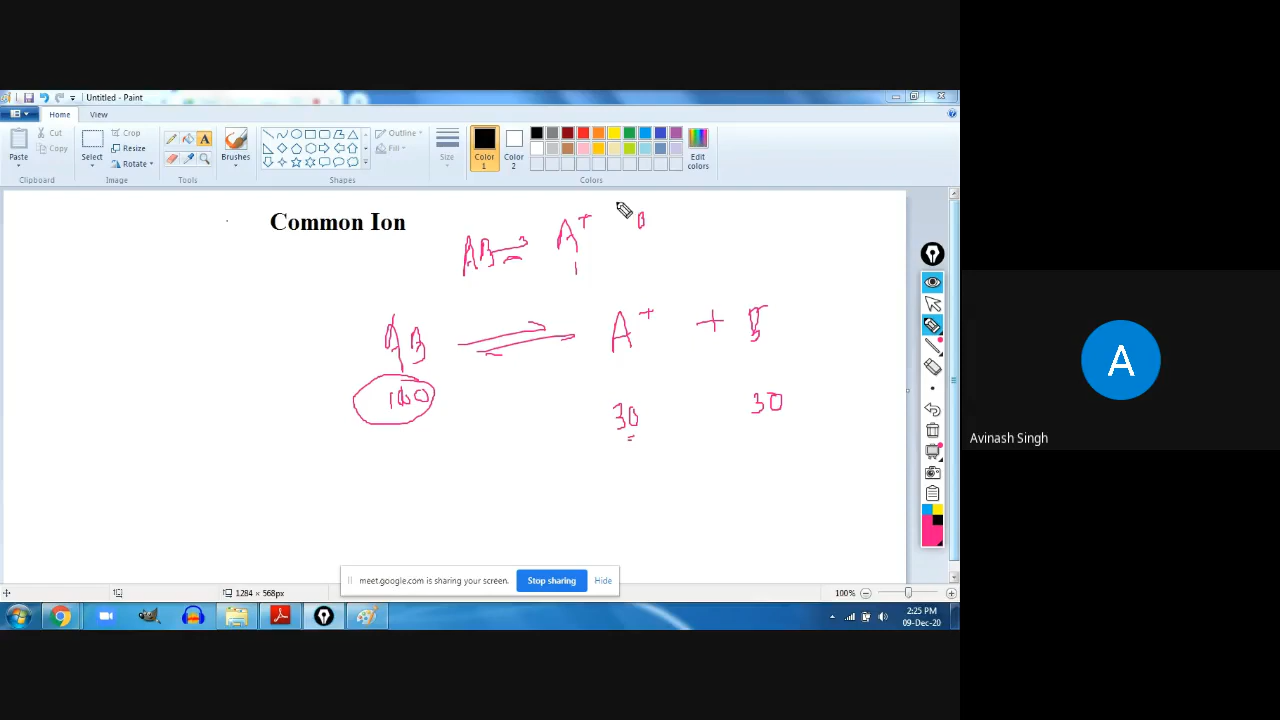 Untitled - Paint
Home View
Paste Cut Copy
Select Crop Resize Rotate
Brushes
Outline Fill
Size
Color 1 Color 2
Edit colors
Clipboard Image Tools Shapes Colors
Common Ion
AB ⇌ A⁺ B
AB ⇌ A⁺ +
100 30 30
A
Avinash Singh
meet.google.com is sharing your screen. Stop sharing Hide
1284 × 568px 100%
2:25 PM
09-Dec-20